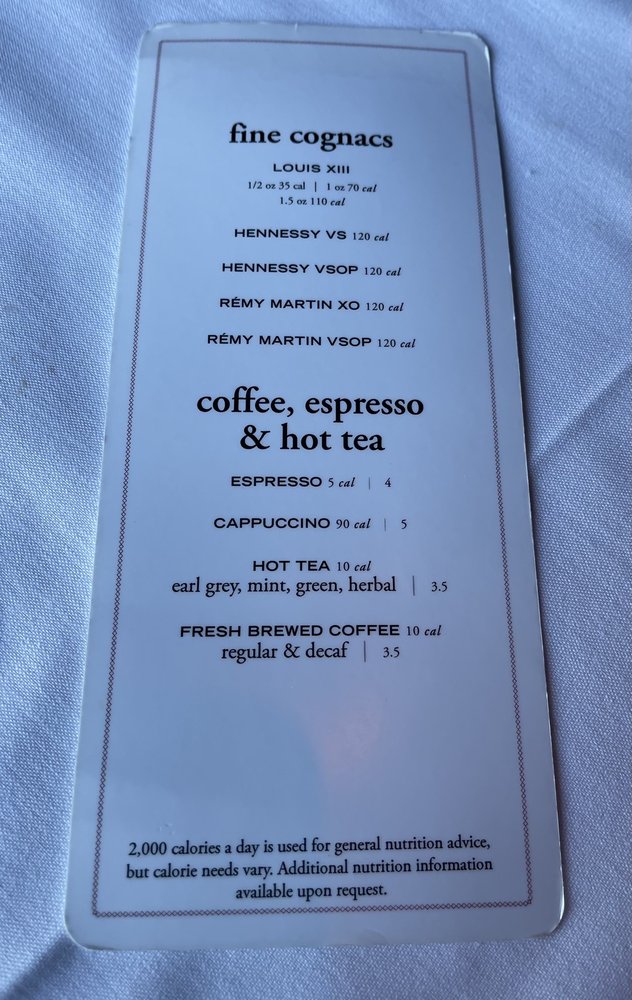 fine cognacs
LOUIS XIII
1/2 oz 35 cal | 1 oz 70 cal
1.5 oz 110 cal
HENNESSY VS 120 cal
HENNESSY VSOP 120 cal
RÉMY MARTIN XO 120 cal
RÉMY MARTIN VSOP 120 cal
coffee, espresso
& hot tea
ESPRESSO 5 cal | 4
CAPPUCCINO 90 cal | 5
HOT TEA 10 cal
earl grey, mint, green, herbal | 3.5
FRESH BREWED COFFEE 10 cal
regular & decaf | 3.5
2,000 calories a day is used for general nutrition advice,
but calorie needs vary. Additional nutrition information
available upon request.